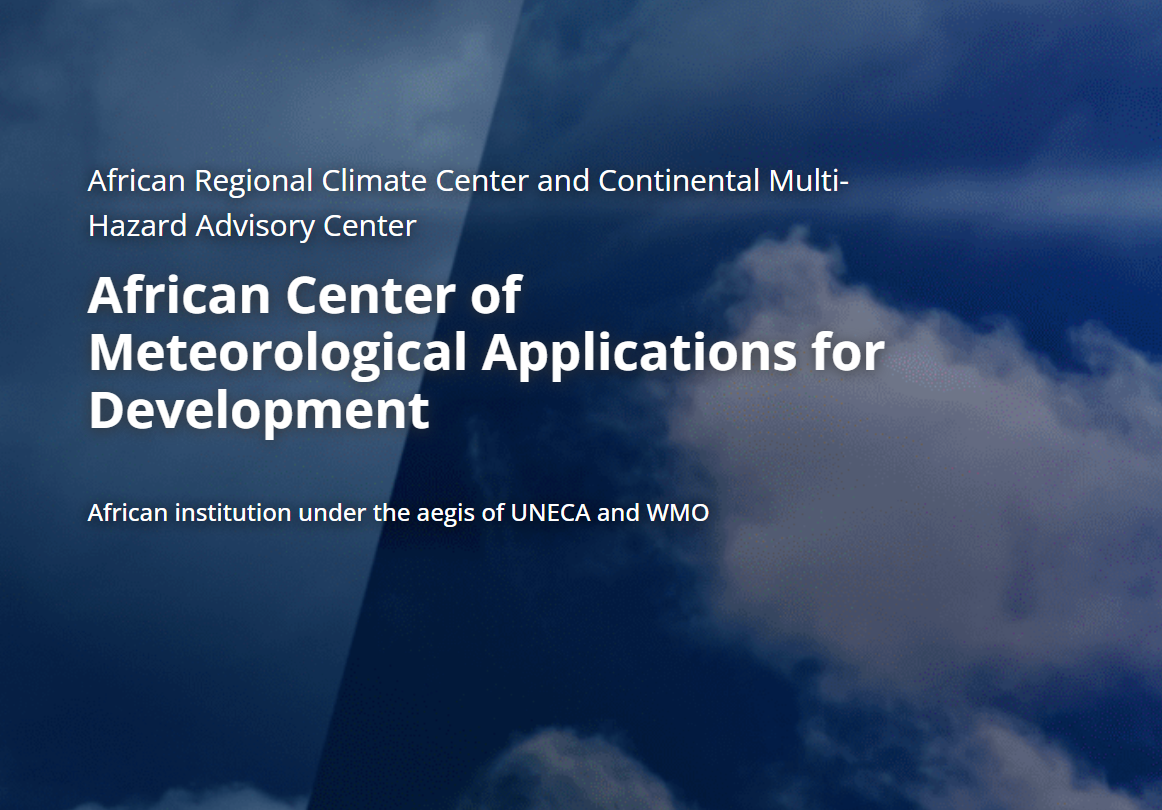 African Regional Climate Center and Continental Multi-
Hazard Advisory Center
African Center of
Meteorological Applications for
Development
African institution under the aegis of UNECA and WMO